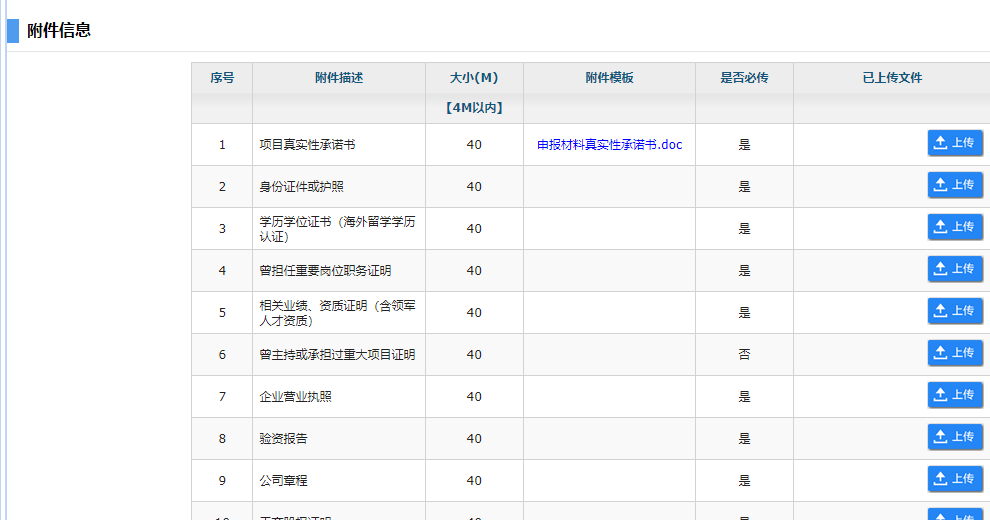 附件信息
序号 附件描述 大小(M) 附件模板 是否必传 已上传文件
【4M以内】
1 项目真实性承诺书 40 申报材料真实性承诺书.doc 是 上传
2 身份证件或护照 40 是 上传
3 学历学位证书（海外留学学历
认证） 40 是 上传
4 曾担任重要岗位职务证明 40 是 上传
5 相关业绩、资质证明（含领军
人才资质） 40 是 上传
6 曾主持或承担过重大项目证明 40 否 上传
7 企业营业执照 40 是 上传
8 验资报告 40 是 上传
9 公司章程 40 是 上传
10 40 是 上传